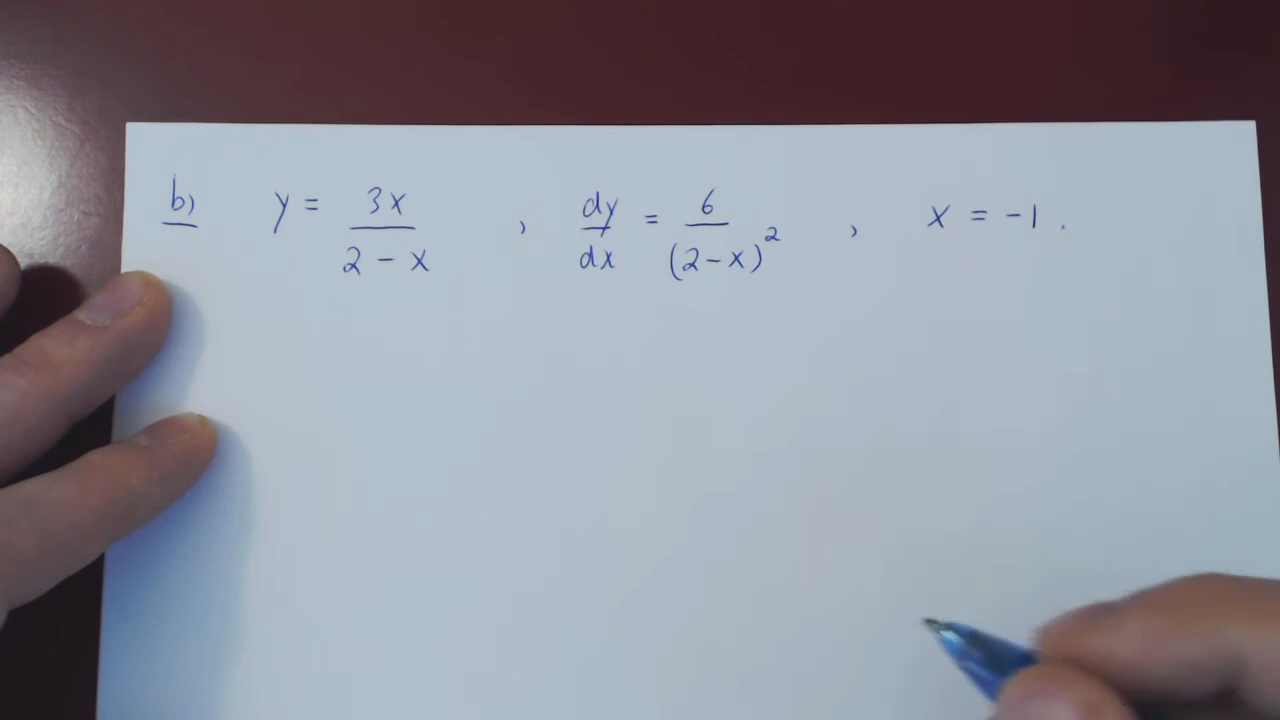 b) y = 3x / (2 - x) , dy/dx = 6 / (2-x)² , x = -1 .